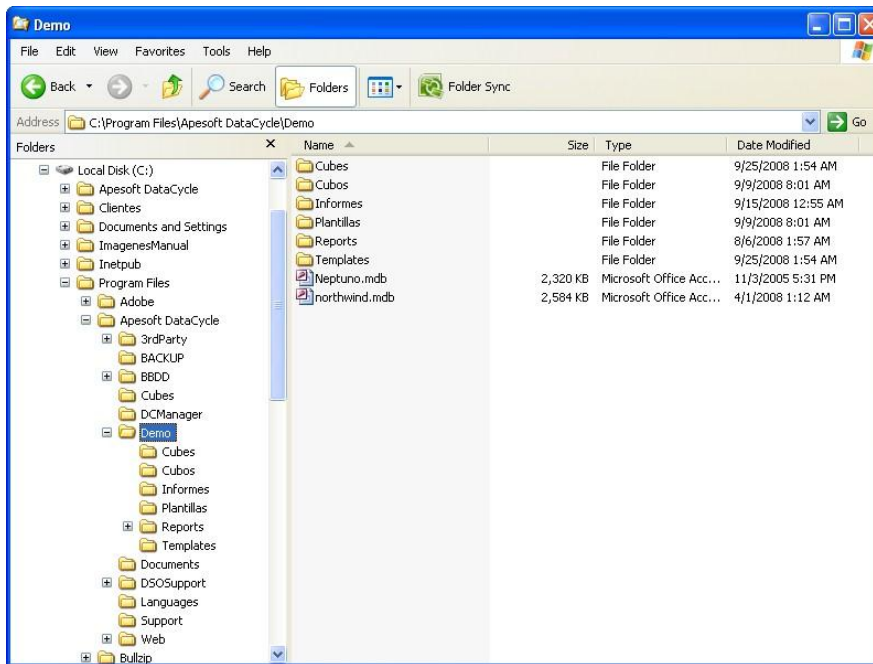 Demo
File Edit View Favorites Tools Help
Back Search Folders Folder Sync
Address C:\Program Files\Apesoft DataCycle\Demo Go
Folders X Name Size Type Date Modified
Local Disk (C:)
Apesoft DataCycle
Clientes
Documents and Settings
ImagenesManual
Inetpub
Program Files
Adobe
Apesoft DataCycle
3rdParty
BACKUP
BBDD
Cubes
DCManager
Demo
Cubes
Cubos
Informes
Plantillas
Reports
Templates
Documents
DSOSupport
Languages
Support
Web
Bullzip
Cubes File Folder 9/25/2008 1:54 AM
Cubos File Folder 9/9/2008 8:01 AM
Informes File Folder 9/15/2008 12:55 AM
Plantillas File Folder 9/9/2008 8:01 AM
Reports File Folder 8/6/2008 1:57 AM
Templates File Folder 9/25/2008 1:54 AM
Neptuno.mdb 2,320 KB Microsoft Office Acc... 11/3/2005 5:31 PM
northwind.mdb 2,584 KB Microsoft Office Acc... 4/1/2008 1:12 AM